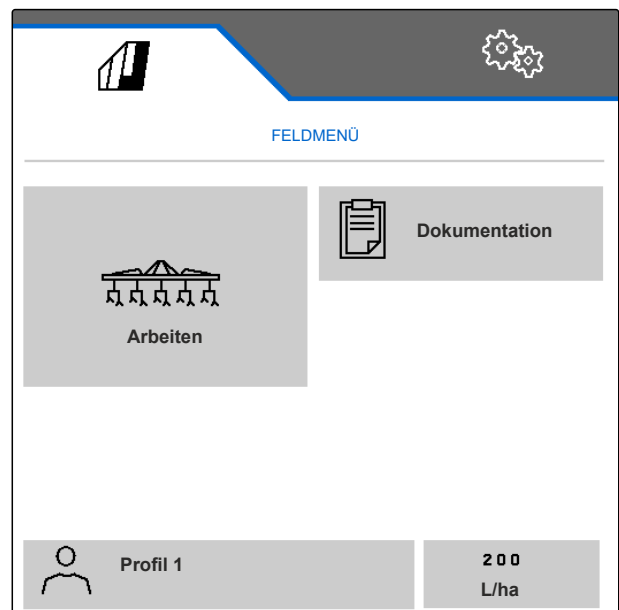 FELDMENÜ
Dokumentation
Arbeiten
Profil 1
200
L/ha